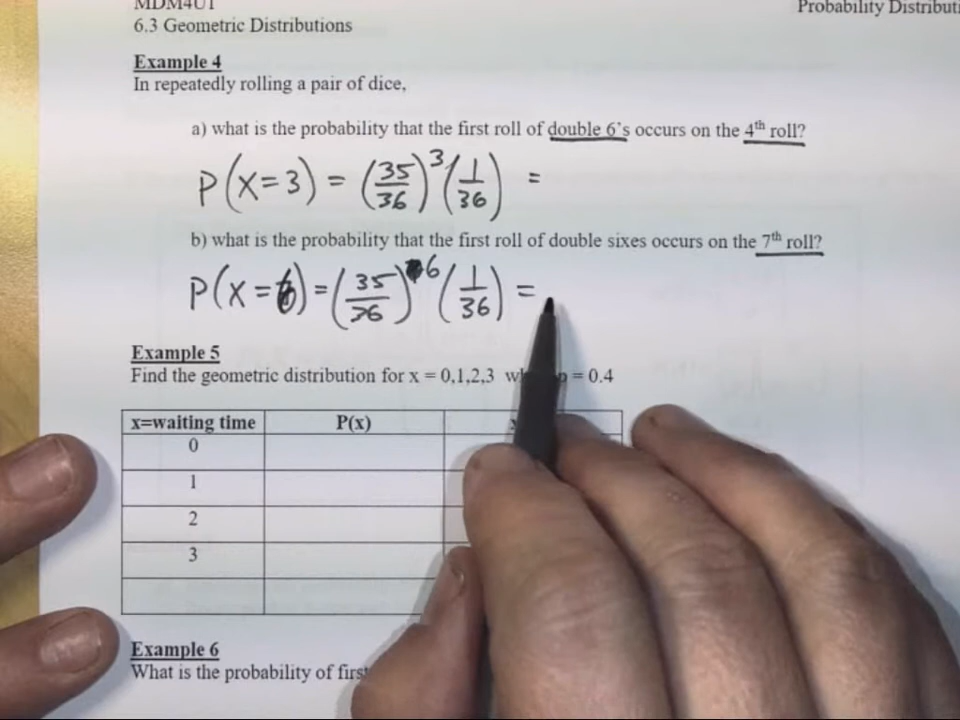 MDM4U1
Probability Distributi
6.3 Geometric Distributions
Example 4
In repeatedly rolling a pair of dice,
a) what is the probability that the first roll of double 6's occurs on the 4th roll?
P(X=3) = (35/36)^3 (1/36) =
b) what is the probability that the first roll of double sixes occurs on the 7th roll?
P(X=6) = (35/36)^6 (1/36) =
Example 5
Find the geometric distribution for x = 0,1,2,3 = 0.4
x=waiting time P(x)
0
1
2
3
Example 6
What is the probability of